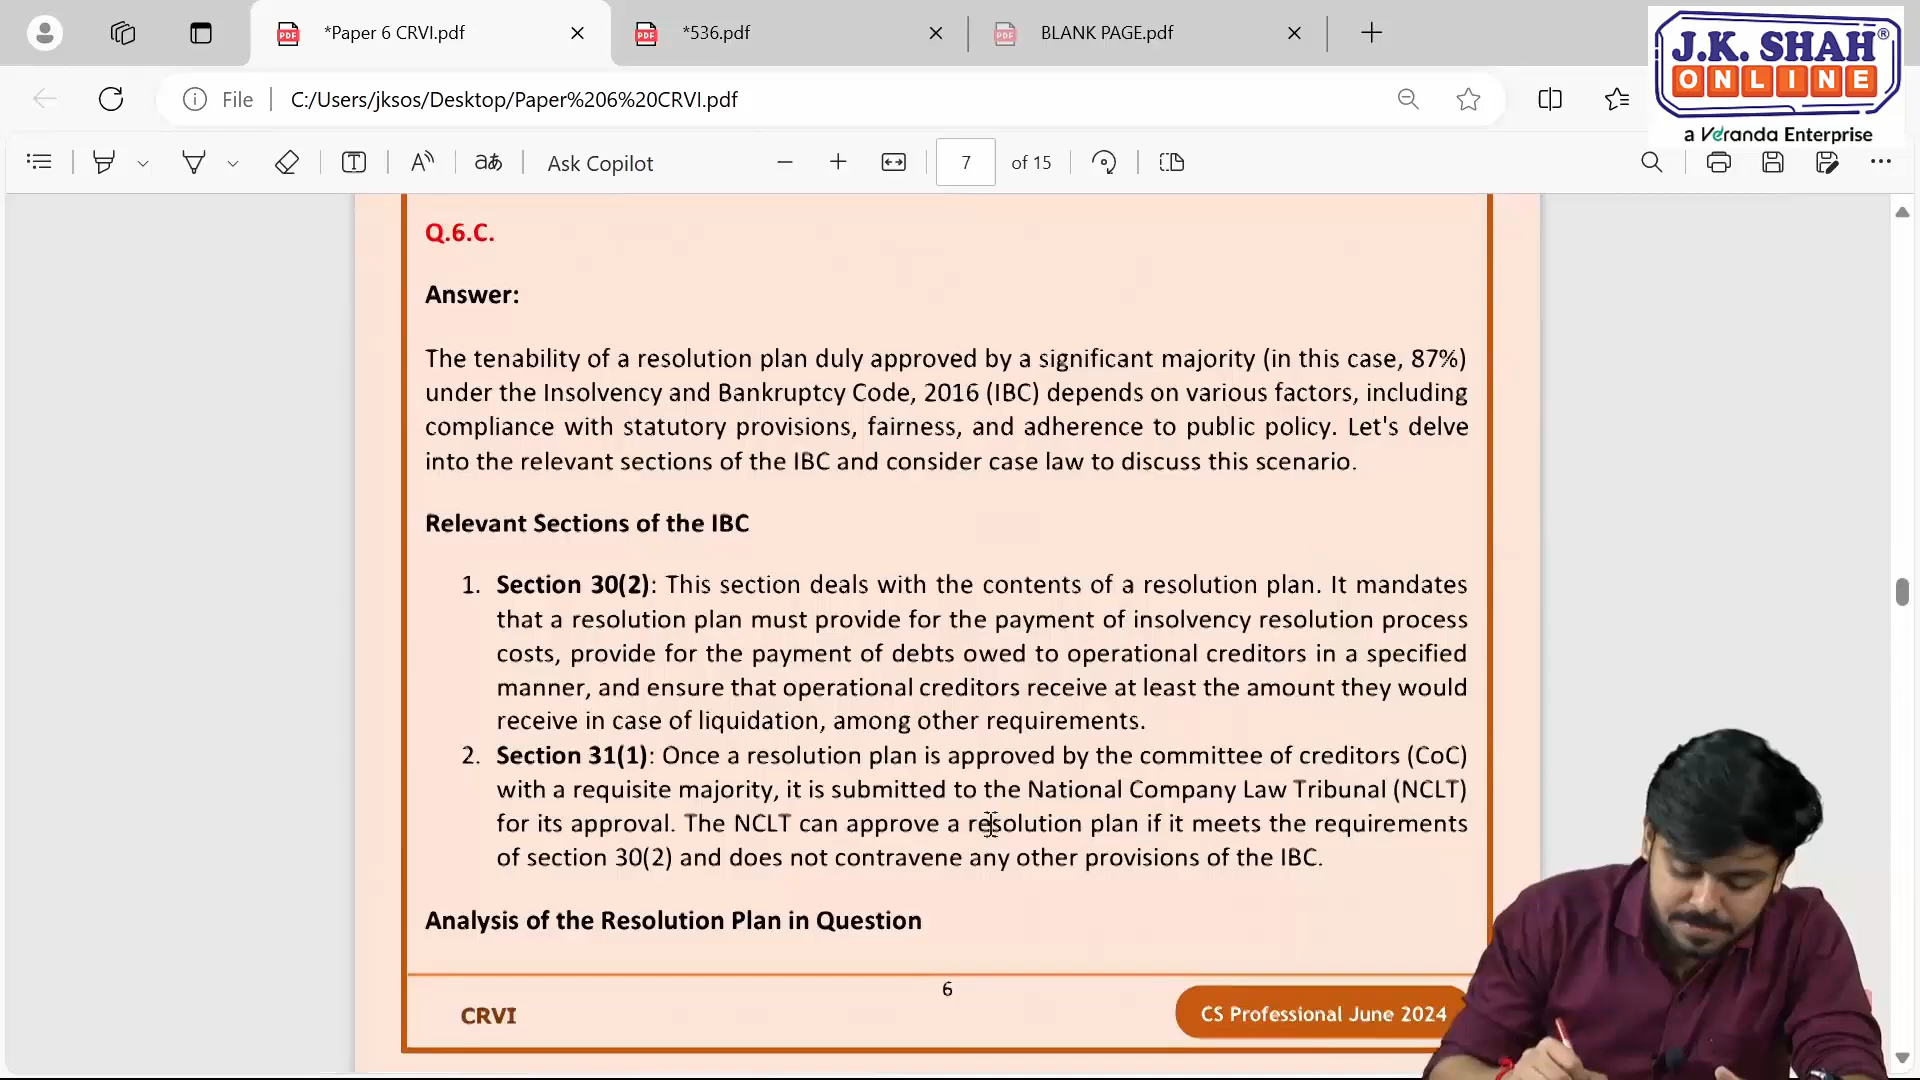 *Paper 6 CRVI.pdf
*536.pdf
BLANK PAGE.pdf
J.K. SHAH®
ONLINE
a Veranda Enterprise
File
C:/Users/jksos/Desktop/Paper%206%20CRVI.pdf
Ask Copilot
7
of 15
Q.6.C.
Answer:
The tenability of a resolution plan duly approved by a significant majority (in this case, 87%)
under the Insolvency and Bankruptcy Code, 2016 (IBC) depends on various factors, including
compliance with statutory provisions, fairness, and adherence to public policy. Let's delve
into the relevant sections of the IBC and consider case law to discuss this scenario.
Relevant Sections of the IBC
1. Section 30(2): This section deals with the contents of a resolution plan. It mandates
that a resolution plan must provide for the payment of insolvency resolution process
costs, provide for the payment of debts owed to operational creditors in a specified
manner, and ensure that operational creditors receive at least the amount they would
receive in case of liquidation, among other requirements.
2. Section 31(1): Once a resolution plan is approved by the committee of creditors (CoC)
with a requisite majority, it is submitted to the National Company Law Tribunal (NCLT)
for its approval. The NCLT can approve a resolution plan if it meets the requirements
of section 30(2) and does not contravene any other provisions of the IBC.
Analysis of the Resolution Plan in Question
6
CRVI
CS Professional June 2024